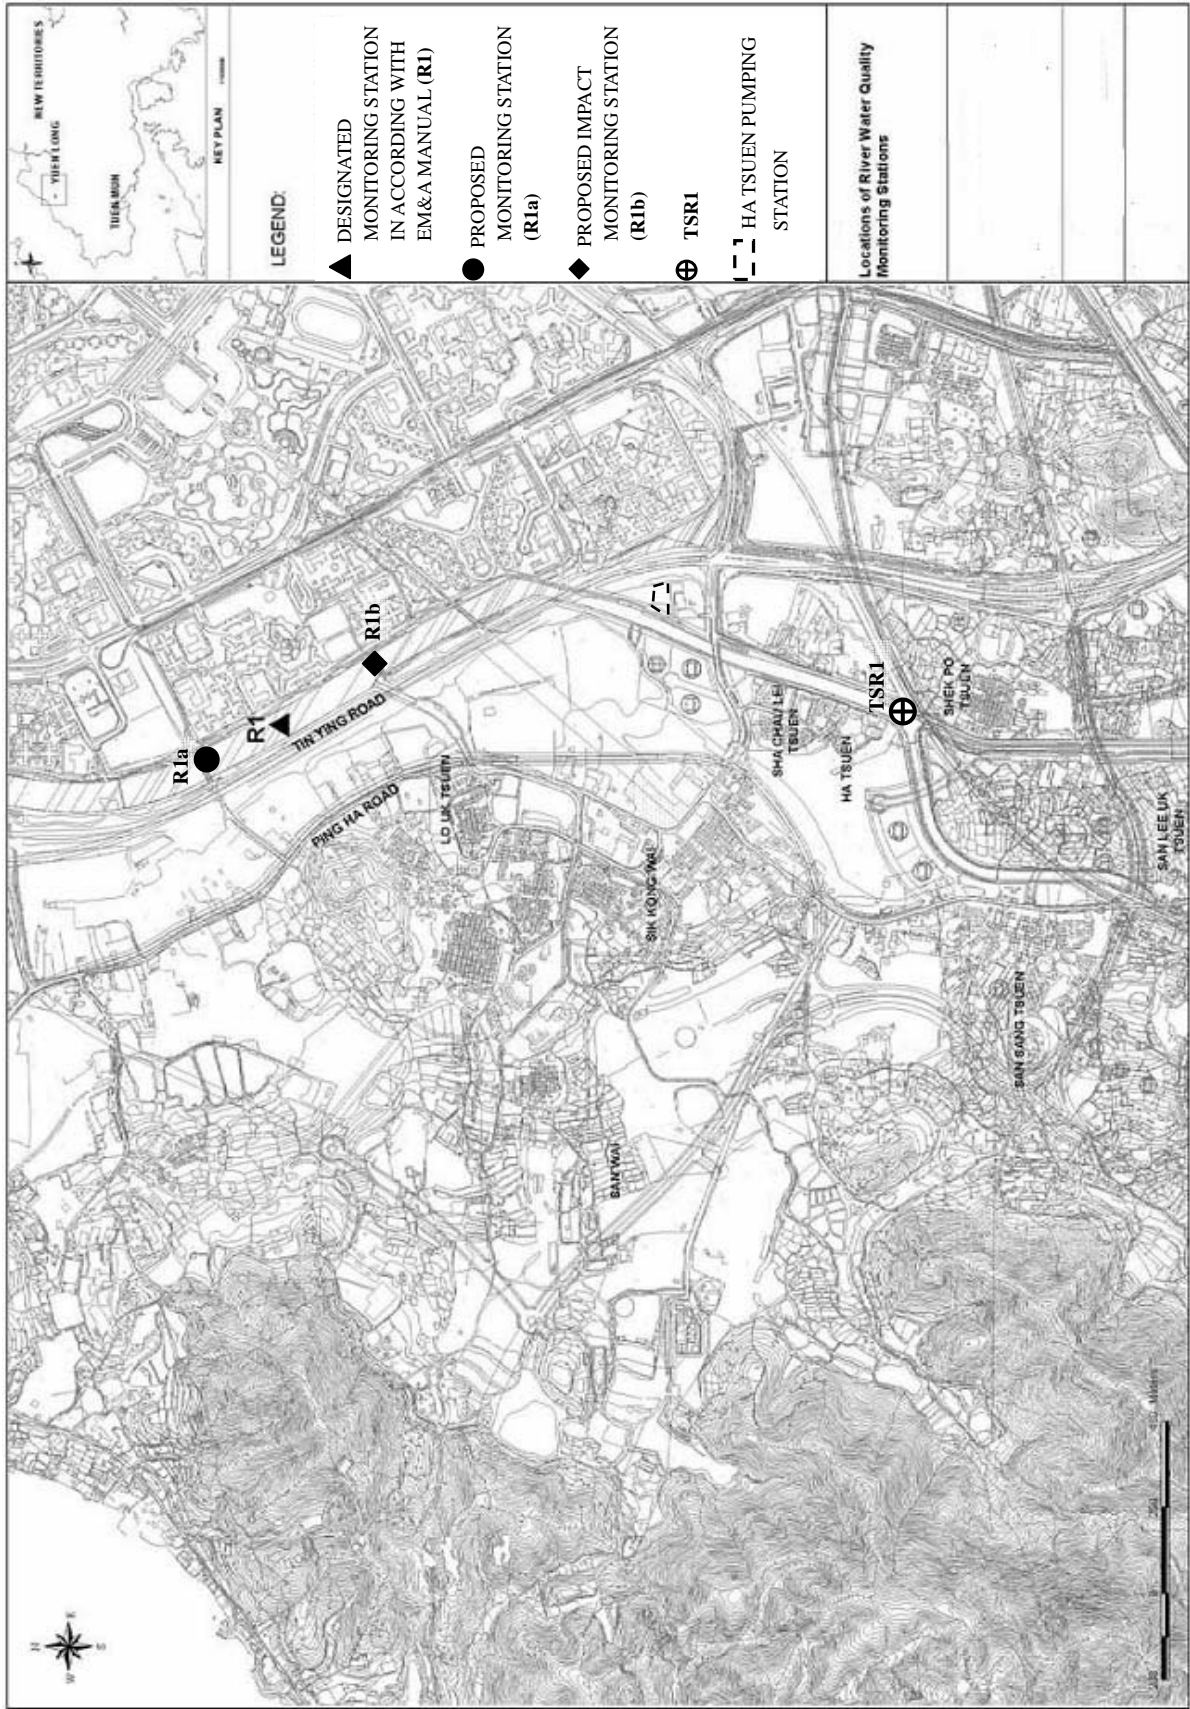 NEW TERRITORIES
YUEN LONG
TUEN MUN
KEY PLAN
LEGEND:
DESIGNATED
MONITORING STATION
IN ACCORDING WITH
EM&A MANUAL (R1)
PROPOSED
MONITORING STATION
(R1a)
PROPOSED IMPACT
MONITORING STATION
(R1b)
TSR1
HA TSUEN PUMPING
STATION
Locations of River Water Quality
Monitoring Stations
R1a
R1
R1b
TIN YING ROAD
PING HA ROAD
LO UK TSUEN
SIK KONG WAI
SHA CHAU LEI
TSUEN
HA TSUEN
TSR1
SHEK PO
TSUEN
SAN LEE UK
TSUEN
SAN SANG TSUEN
SAN WAI
N
W
E
S
Meters